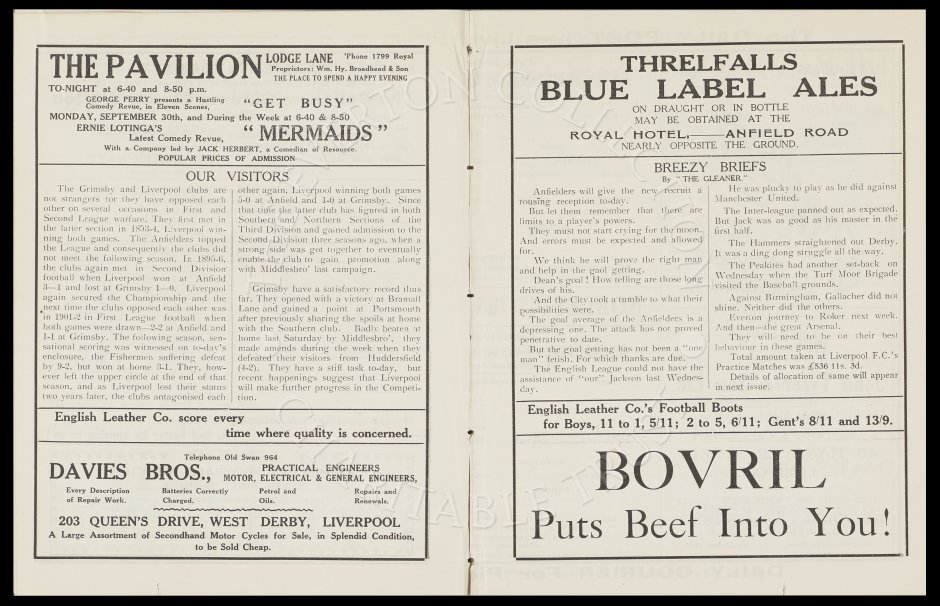 THE PAVILION
LODGE LANE 'Phone 1799 Royal
Proprietors: Wm. Hy. Broadhead & Son
THE PLACE TO SPEND A HAPPY EVENING
TO-NIGHT at 6-40 and 8-50 p.m.
GEORGE PERRY presents a Hustling
Comedy Revue, in Eleven Scenes,
"GET BUSY"
MONDAY, SEPTEMBER 30th, and During the Week at 6-40 & 8-50
ERNIE LOTINGA'S
Latest Comedy Revue,
"MERMAIDS"
With a Company led by JACK HERBERT, a Comedian of Resource.
POPULAR PRICES OF ADMISSION
OUR VISITORS
The Grimsby and Liverpool clubs are
not strangers for they have opposed each
other on several occasions in First and
Second League warfare. They first met in
the latter section in 1893-4, Liverpool win-
ning both games. The Anfielders topped
the League and consequently the clubs did
not meet the following season. In 1895-6,
the clubs again met in Second Division
football when Liverpool won at Anfield
3—1 and lost at Grimsby 1—0. Liverpool
again secured the Championship and the
next time the clubs opposed each other was
in 1901-2 in First League football when
both games were drawn—2-2 at Anfield and
1-1 at Grimsby. The following season, sen-
sational scoring was witnessed on to-day's
enclosure, the Fishermen suffering defeat
by 9-2, but won at home 3-1. They, how-
ever left the upper circle at the end of that
season, and as Liverpool lost their status
two years later, the clubs antagonised each
other again, Liverpool winning both games
5-0 at Anfield and 1-0 at Grimsby. Since
that time the latter club has figured in both
Southern and Northern Sections of the
Third Division and gained admission to the
Second Division three seasons ago, when a
strong side was got together to eventually
enable the club to gain promotion along
with Middlesbro' last campaign.
Grimsby have a satisfactory record thus
far. They opened with a victory at Bramall
Lane and gained a point at Portsmouth
after previously sharing the spoils at home
with the Southern club. Badly beaten at
home last Saturday by Middlesbro', they
made amends during the week when they
defeated their visitors from Huddersfield
(4-2). They have a stiff task to-day, but
recent happenings suggest that Liverpool
will make further progress in the Competi-
tion.
English Leather Co. score every
time where quality is concerned.
Telephone Old Swan 964
DAVIES BROS.,
PRACTICAL ENGINEERS
MOTOR, ELECTRICAL & GENERAL ENGINEERS,
Every Description
of Repair Work.
Batteries Correctly
Charged.
Petrol and
Oils.
Repairs and
Renewals.
203 QUEEN'S DRIVE, WEST DERBY, LIVERPOOL
A Large Assortment of Secondhand Motor Cycles for Sale, in Splendid Condition,
to be Sold Cheap.
THRELFALLS
BLUE LABEL ALES
ON DRAUGHT OR IN BOTTLE
MAY BE OBTAINED AT THE
ROYAL HOTEL,—ANFIELD ROAD
NEARLY OPPOSITE THE GROUND.
BREEZY BRIEFS
By "THE GLEANER"
Anfielders will give the new recruit a
rousing reception to-day.
But let them remember that there are
limits to a player's powers.
They must not start crying for the moon.
And errors must be expected and allowed
for.
We think he will prove the right man
and help in the gaol getting.
Dean's goal! How telling are those long
drives of his.
And the City took a tumble to what their
possibilities were.
The goal average of the Anfielders is a
depressing one. The attack has not proved
penetrative to date.
But the goal getting has not been a "one
man" fetish. For which thanks are due.
The English League could not have the
assistance of "our" Jackson last Wednes-
day.
He was plucky to play as he did against
Manchester United.
The Inter-league panned out as expected.
But Jack was as good as his master in the
first half.
The Hammers straightened out Derby.
It was a ding dong struggle all the way.
The Peakites had another set-back on
Wednesday when the Turf Moor Brigade
visited the Baseball grounds.
Against Birmingham, Gallacher did not
shine. Neither did the others.
Everton journey to Roker next week.
And then—the great Arsenal.
They will need to be on their best
behaviour in these games.
Total amount taken at Liverpool F.C.'s
Practice Matches was £536 11s. 3d.
Details of allocation of same will appear
in next issue.
English Leather Co.'s Football Boots
for Boys, 11 to 1, 5/11; 2 to 5, 6/11; Gent's 8/11 and 13/9.
BOVRIL
Puts Beef Into You!